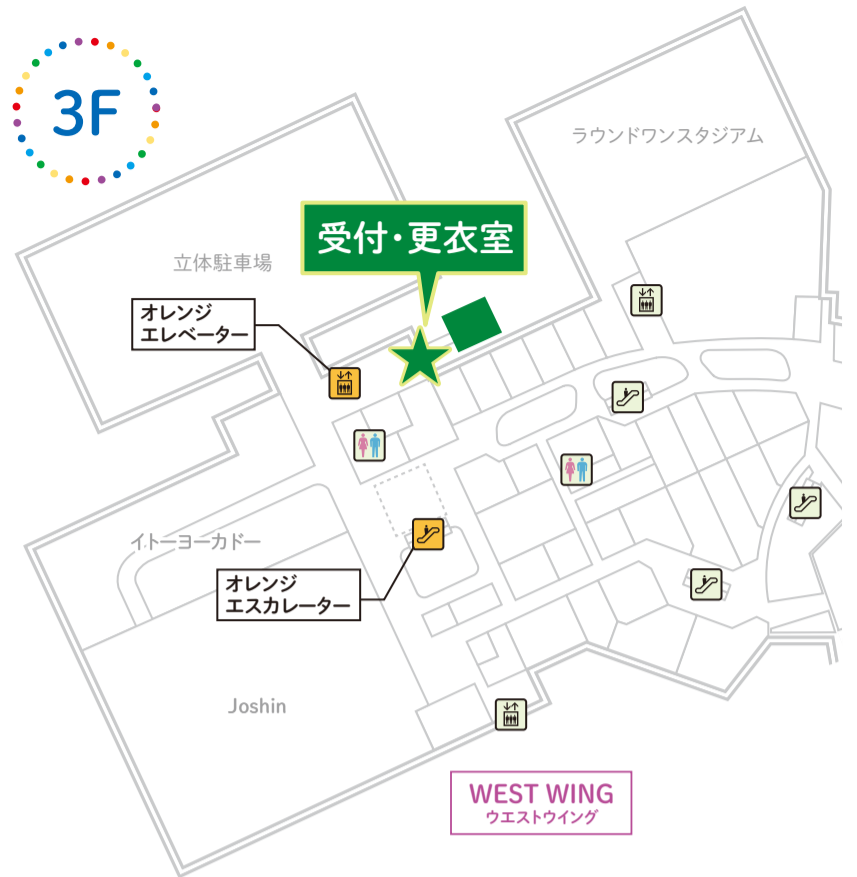 3F
ラウンドワンスタジアム
受付・更衣室
立体駐車場
オレンジ
エレベーター
イトーヨーカドー
オレンジ
エスカレーター
Joshin
WEST WING
ウエストウイング